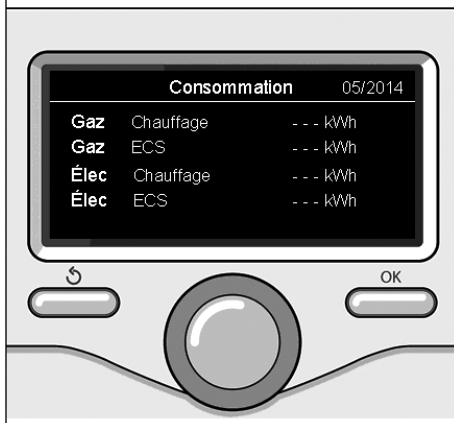 Consommation 05/2014
Gaz Chauffage - - - kWh
Gaz ECS - - - kWh
Élec Chauffage - - - kWh
Élec ECS - - - kWh
OK